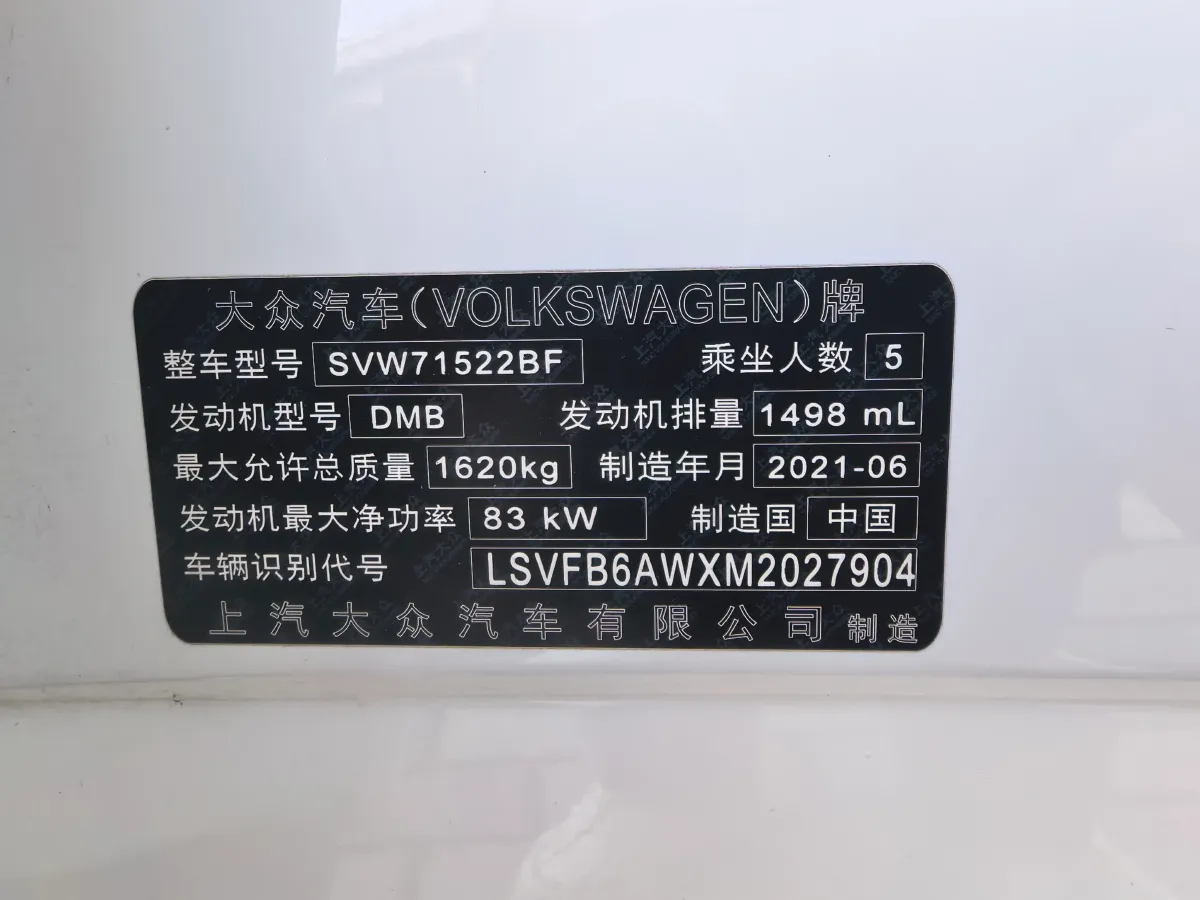 大众汽车(VOLKSWAGEN)牌
整车型号 SVW71522BF 乘坐人数 5
发动机型号 DMB 发动机排量 1498 mL
最大允许总质量 1620kg 制造年月 2021-06
发动机最大净功率 83 kW 制造国 中国
车辆识别代号 LSVFB6AWXM2027904
上汽大众汽车有限公司 制造